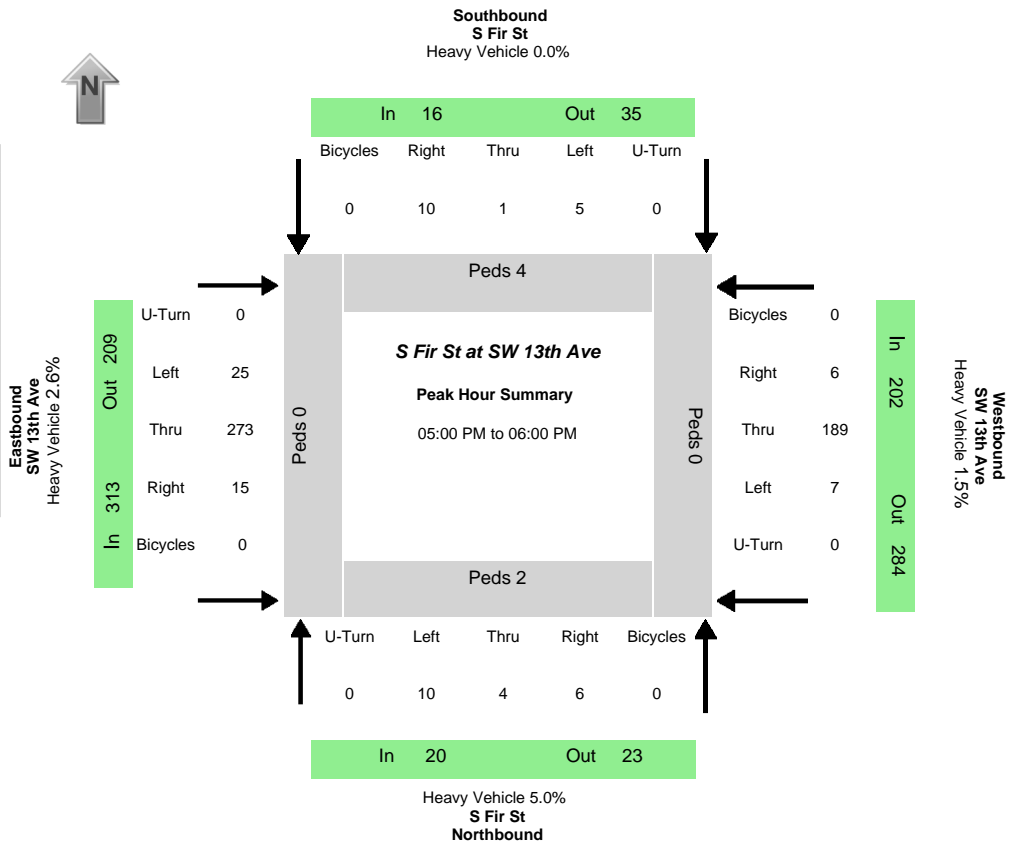 Southbound
S Fir St
Heavy Vehicle 0.0%
N
In 16 Out 35
Bicycles Right Thru Left U-Turn
0 10 1 5 0
Peds 4
Eastbound
SW 13th Ave
Heavy Vehicle 2.6%
In 313 Out 209
U-Turn 0
Left 25
Thru 273
Right 15
Bicycles 0
Peds 0
S Fir St at SW 13th Ave
Peak Hour Summary
05:00 PM to 06:00 PM
Peds 0
Bicycles 0
Right 6
Thru 189
Left 7
U-Turn 0
In 202 Out 284
Westbound
SW 13th Ave
Heavy Vehicle 1.5%
Peds 2
U-Turn Left Thru Right Bicycles
0 10 4 6 0
In 20 Out 23
Heavy Vehicle 5.0%
S Fir St
Northbound